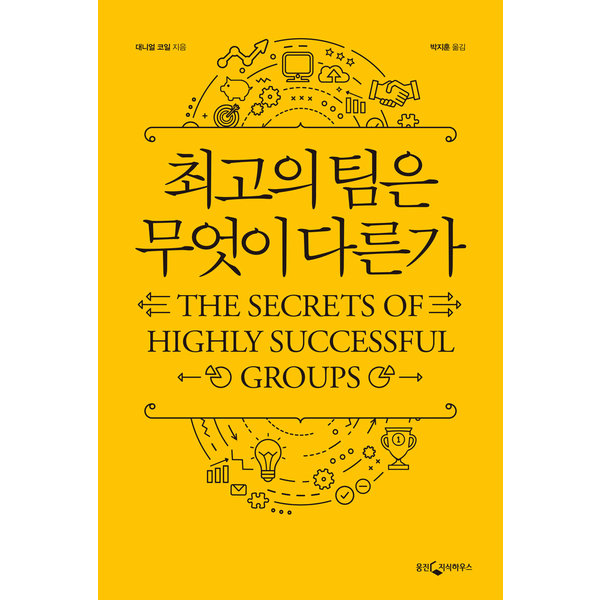 대니얼 코일 지음
박지훈 옮김
최고의 팀은
무엇이 다른가
THE SECRETS OF
HIGHLY SUCCESSFUL
GROUPS
1
웅진 지식하우스